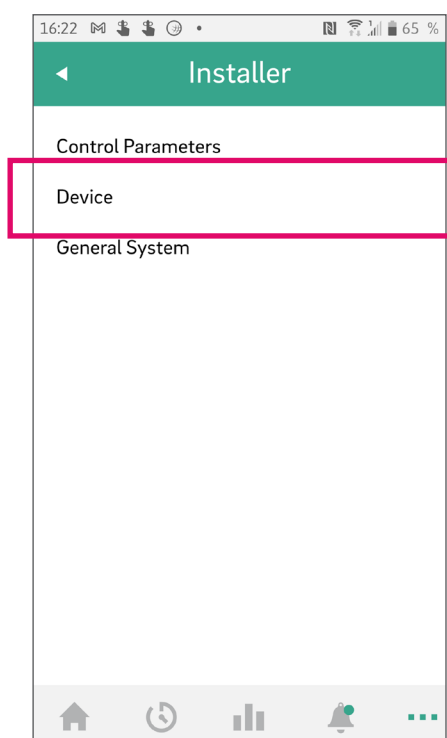 16:22 65 %
Installer
Control Parameters
Device
General System